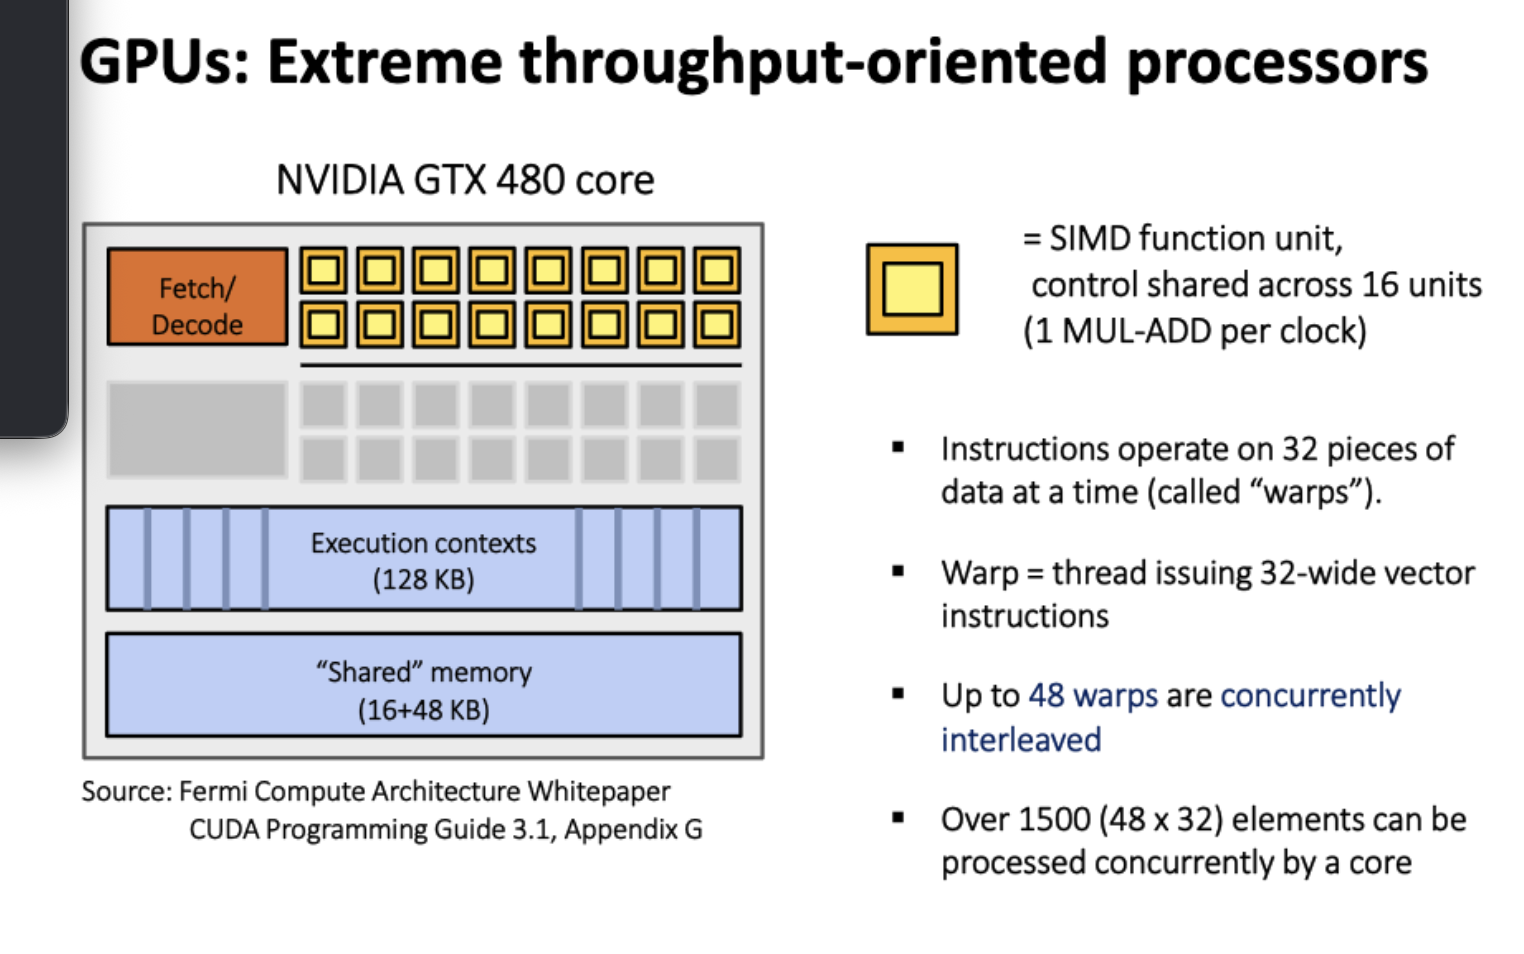 GPUs: Extreme throughput-oriented processors
NVIDIA GTX 480 core
Fetch/
Decode
Execution contexts
(128 KB)
“Shared” memory
(16+48 KB)
Source: Fermi Compute Architecture Whitepaper
CUDA Programming Guide 3.1, Appendix G
= SIMD function unit,
control shared across 16 units
(1 MUL-ADD per clock)
▪ Instructions operate on 32 pieces of
data at a time (called “warps”).
▪ Warp = thread issuing 32-wide vector
instructions
▪ Up to 48 warps are concurrently
interleaved
▪ Over 1500 (48 x 32) elements can be
processed concurrently by a core